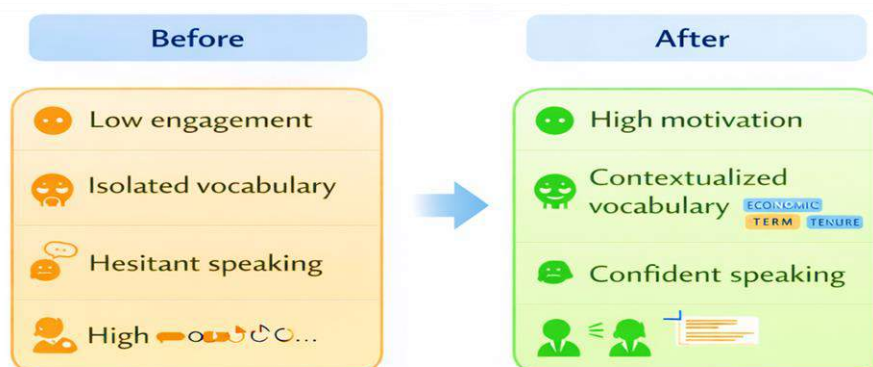 Before
Low engagement
Isolated vocabulary
Hesitant speaking
High
After
High motivation
Contextualized
vocabulary
ECONOMIC
TERM TENURE
Confident speaking